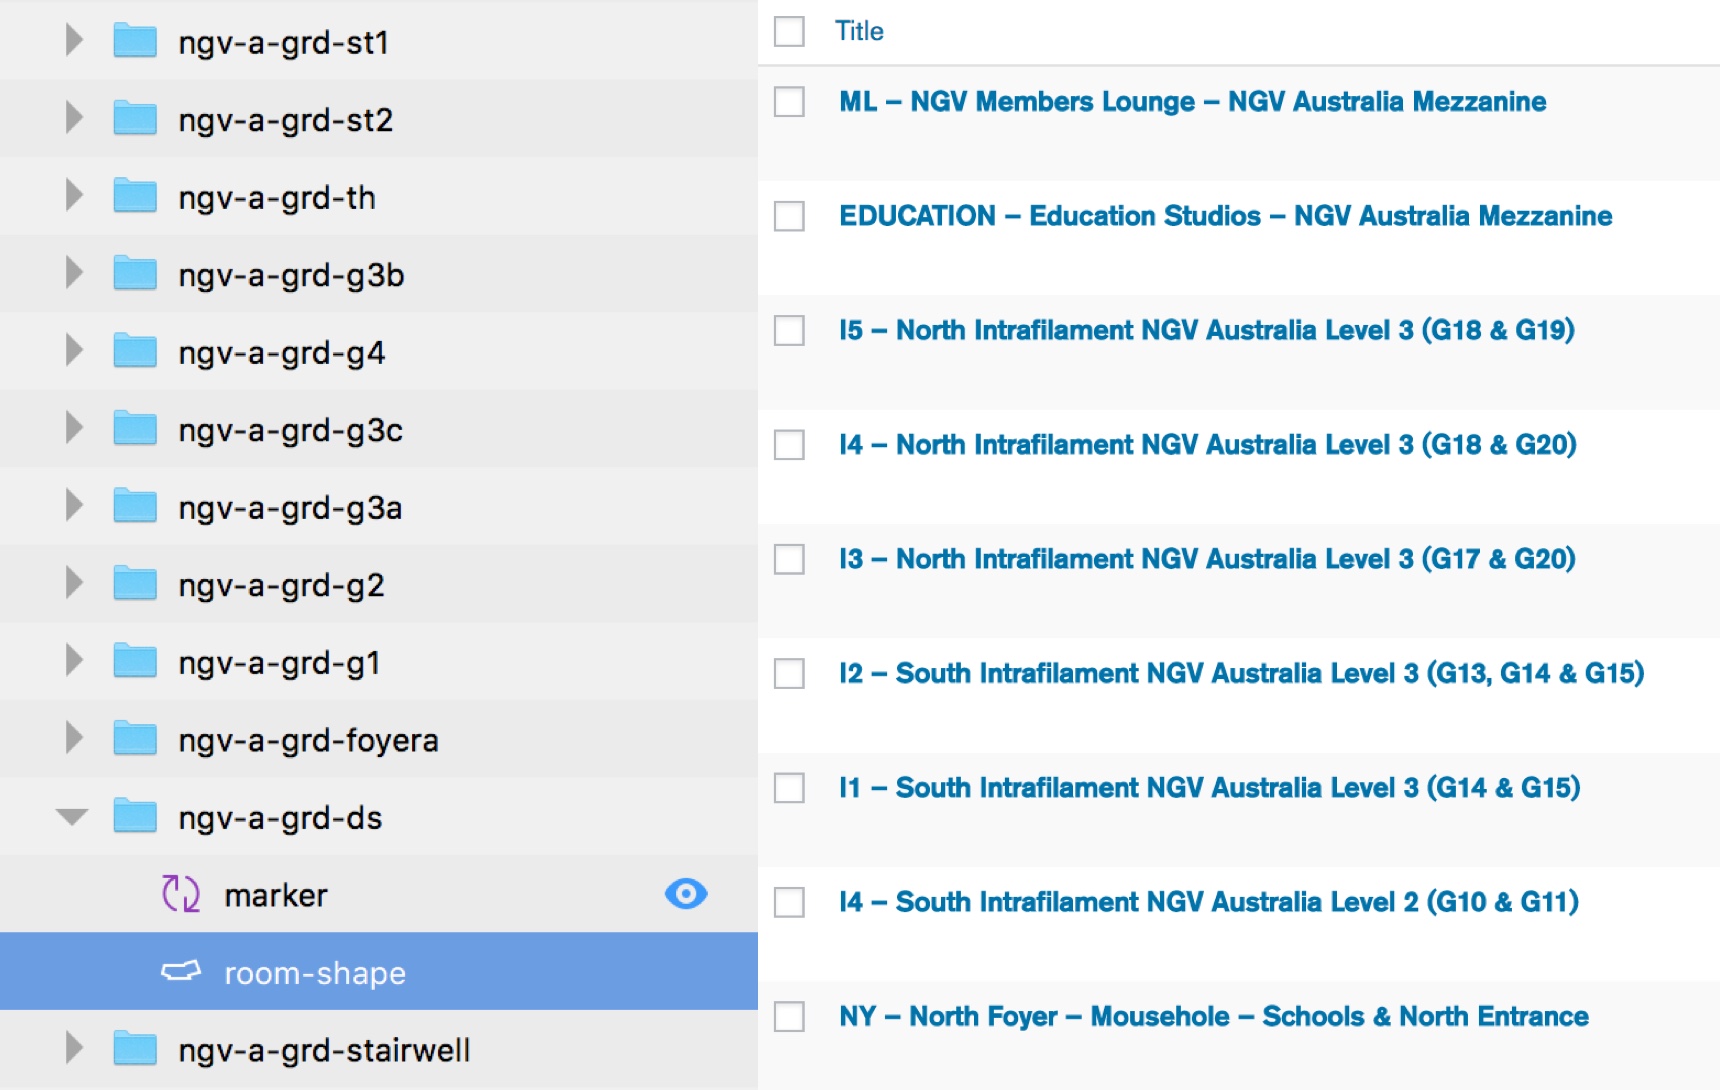 ngv-a-grd-st1
ngv-a-grd-st2
ngv-a-grd-th
ngv-a-grd-g3b
ngv-a-grd-g4
ngv-a-grd-g3c
ngv-a-grd-g3a
ngv-a-grd-g2
ngv-a-grd-g1
ngv-a-grd-foyera
ngv-a-grd-ds
marker
room-shape
ngv-a-grd-stairwell
Title
ML – NGV Members Lounge – NGV Australia Mezzanine
EDUCATION – Education Studios – NGV Australia Mezzanine
I5 – North Intrafilament NGV Australia Level 3 (G18 & G19)
I4 – North Intrafilament NGV Australia Level 3 (G18 & G20)
I3 – North Intrafilament NGV Australia Level 3 (G17 & G20)
I2 – South Intrafilament NGV Australia Level 3 (G13, G14 & G15)
I1 – South Intrafilament NGV Australia Level 3 (G14 & G15)
I4 – South Intrafilament NGV Australia Level 2 (G10 & G11)
NY – North Foyer – Mousehole – Schools & North Entrance